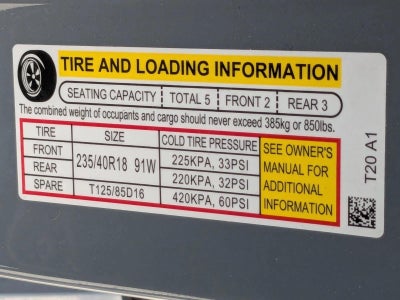 TIRE AND LOADING INFORMATION
SEATING CAPACITY TOTAL 5 FRONT 2 REAR 3
The combined weight of occupants and cargo should never exceed 385kg or 850lbs.
TIRE SIZE COLD TIRE PRESSURE
FRONT 235/40R18 91W 225KPA, 33PSI
REAR 220KPA, 32PSI
SPARE T125/85D16 420KPA, 60PSI
SEE OWNER'S
MANUAL FOR
ADDITIONAL
INFORMATION
T20 A1